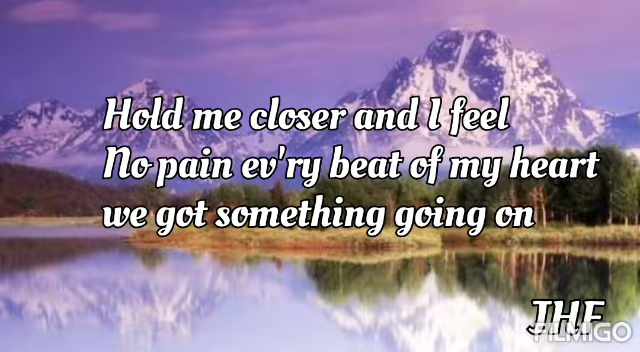 Hold me closer and I feel
No pain ev'ry beat of my heart
we got something going on
JHF
FILMIGO